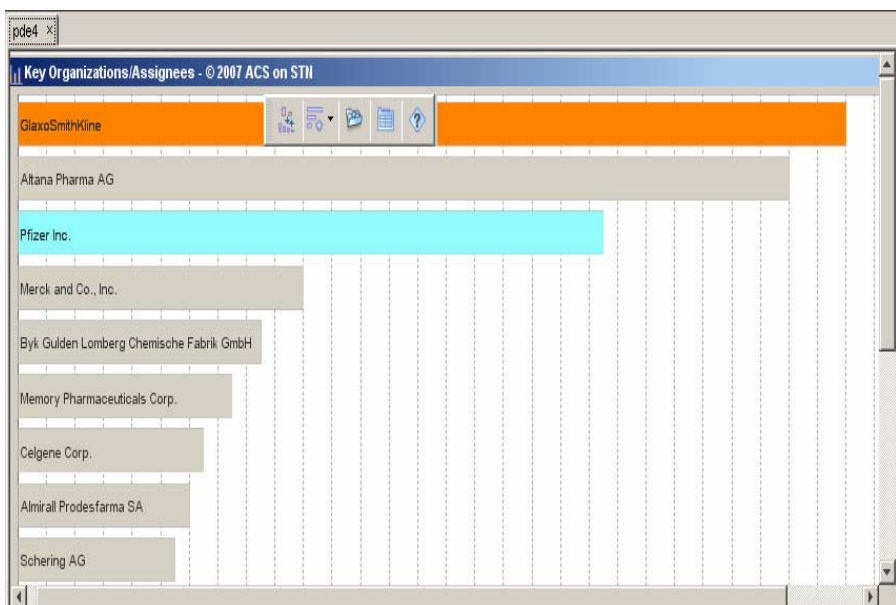 pde4 ×
Key Organizations/Assignees - © 2007 ACS on STN
GlaxoSmithKline
Altana Pharma AG
Pfizer Inc.
Merck and Co., Inc.
Byk Gulden Lomberg Chemische Fabrik GmbH
Memory Pharmaceuticals Corp.
Celgene Corp.
Almirall Prodesfarma SA
Schering AG